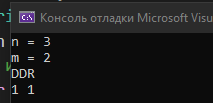 Консоль отладки Microsoft Visu
n = 3
m = 2
DDR
1 1